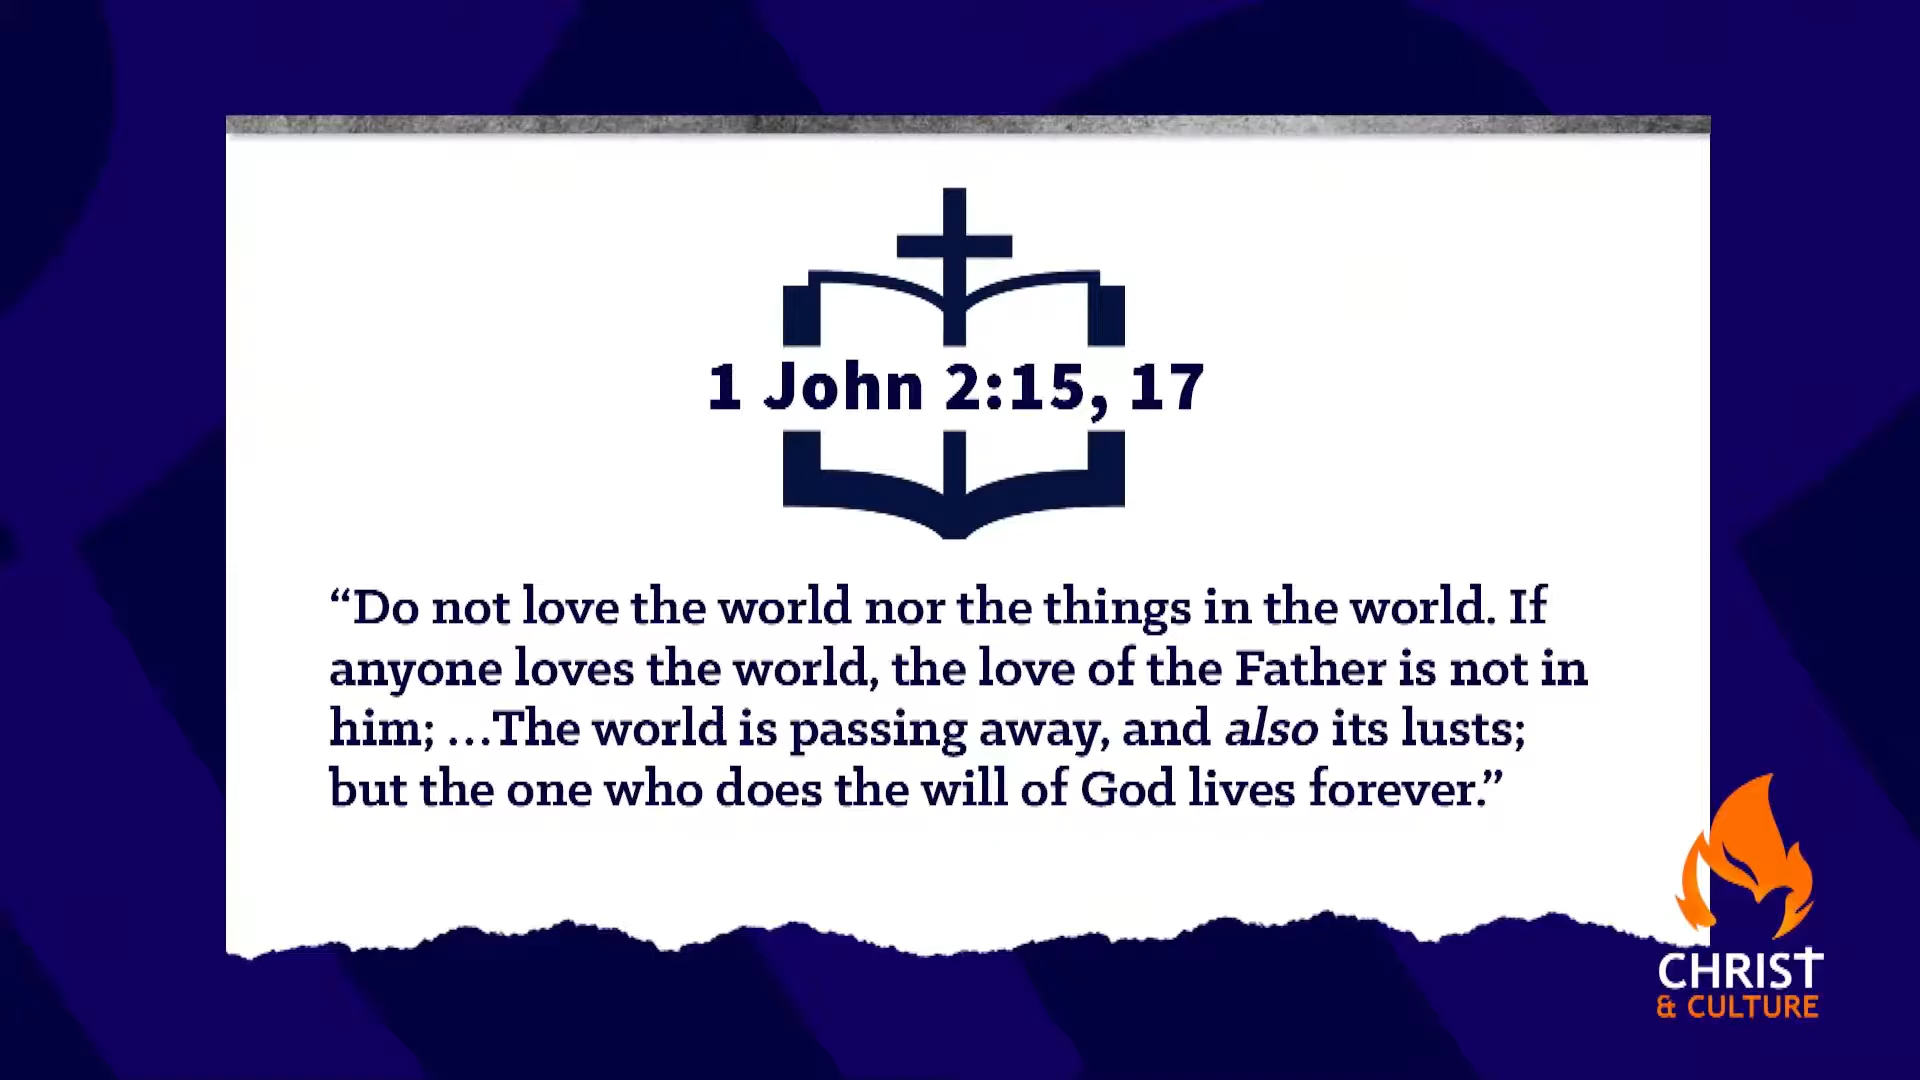 1 John 2:15, 17
“Do not love the world nor the things in the world. If
anyone loves the world, the love of the Father is not in
him; …The world is passing away, and also its lusts;
but the one who does the will of God lives forever.”
CHRIST
& CULTURE